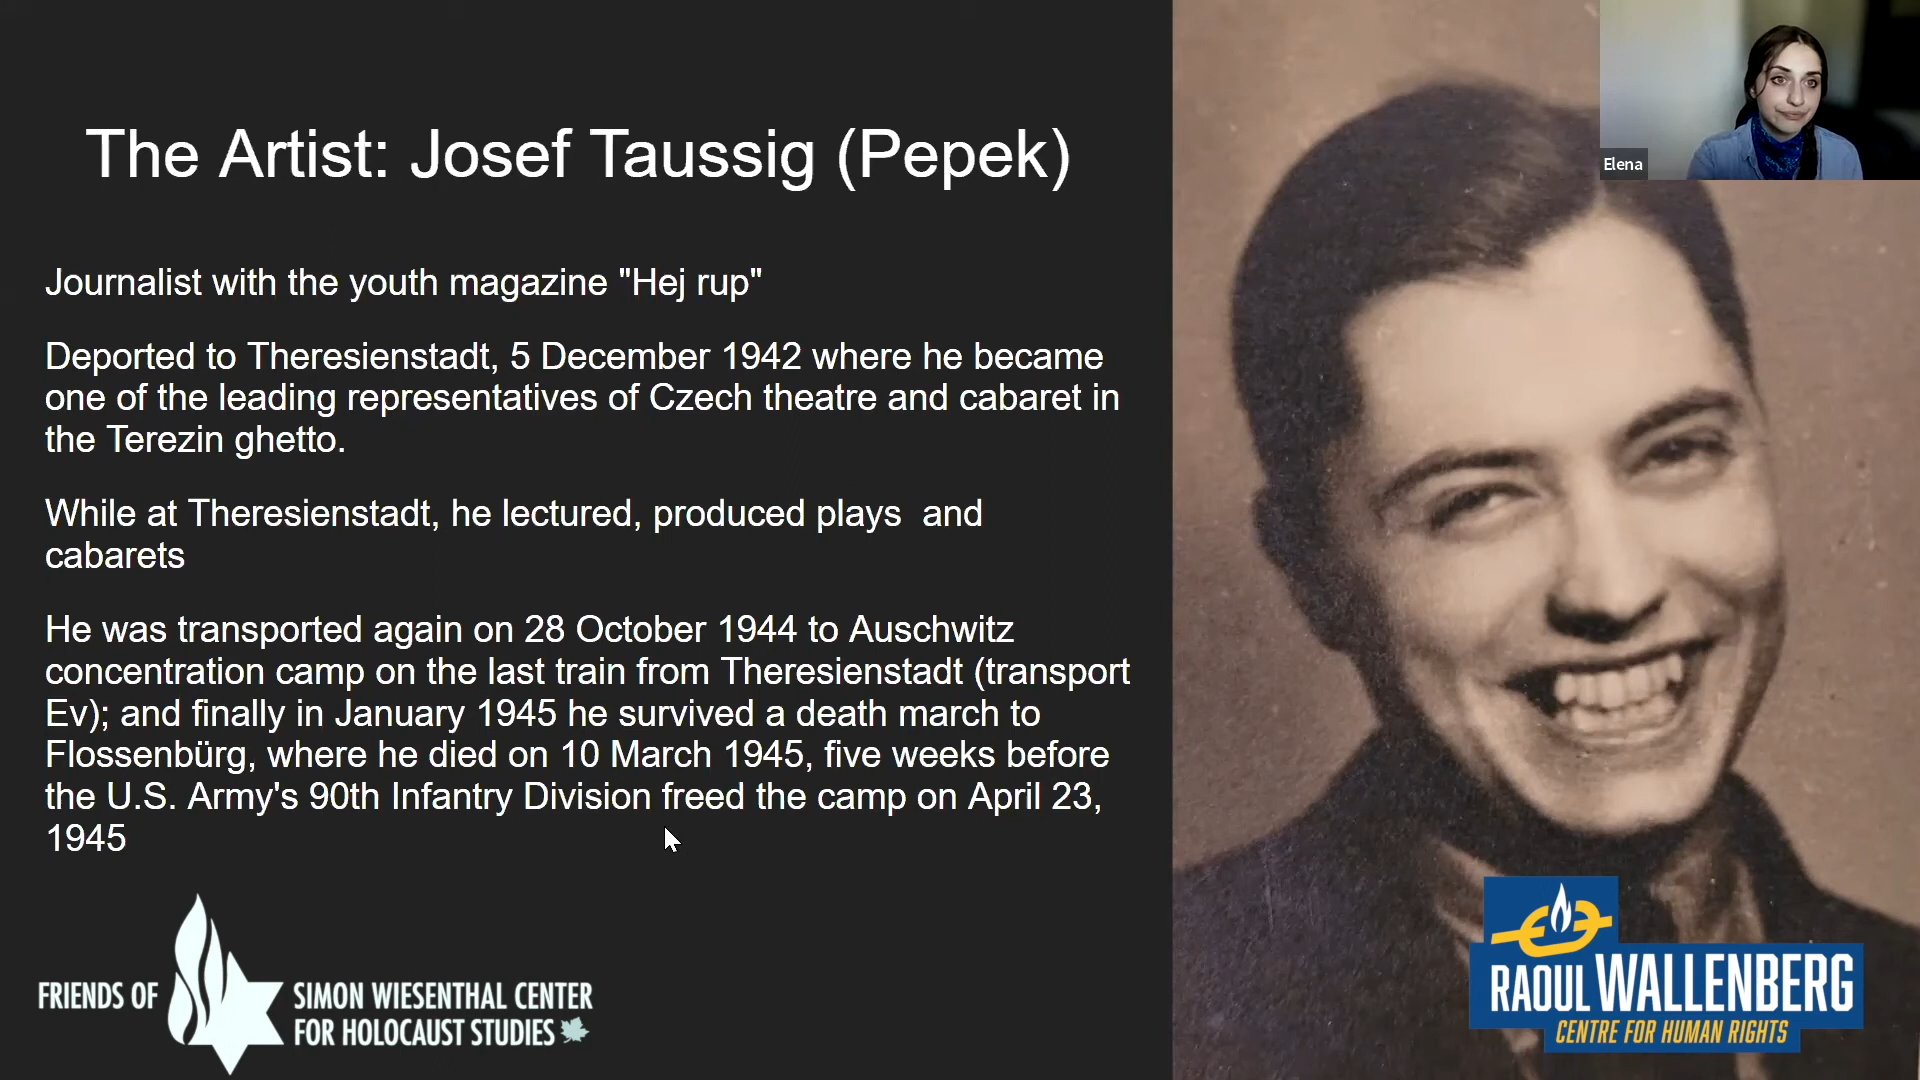 The Artist: Josef Taussig (Pepek)
Elena
Journalist with the youth magazine "Hej rup"
Deported to Theresienstadt, 5 December 1942 where he became
one of the leading representatives of Czech theatre and cabaret in
the Terezin ghetto.
While at Theresienstadt, he lectured, produced plays  and
cabarets
He was transported again on 28 October 1944 to Auschwitz
concentration camp on the last train from Theresienstadt (transport
Ev); and finally in January 1945 he survived a death march to
Flossenbürg, where he died on 10 March 1945, five weeks before
the U.S. Army's 90th Infantry Division freed the camp on April 23,
1945
FRIENDS OF
SIMON WIESENTHAL CENTER
FOR HOLOCAUST STUDIES
RAOUL WALLENBERG
CENTRE FOR HUMAN RIGHTS